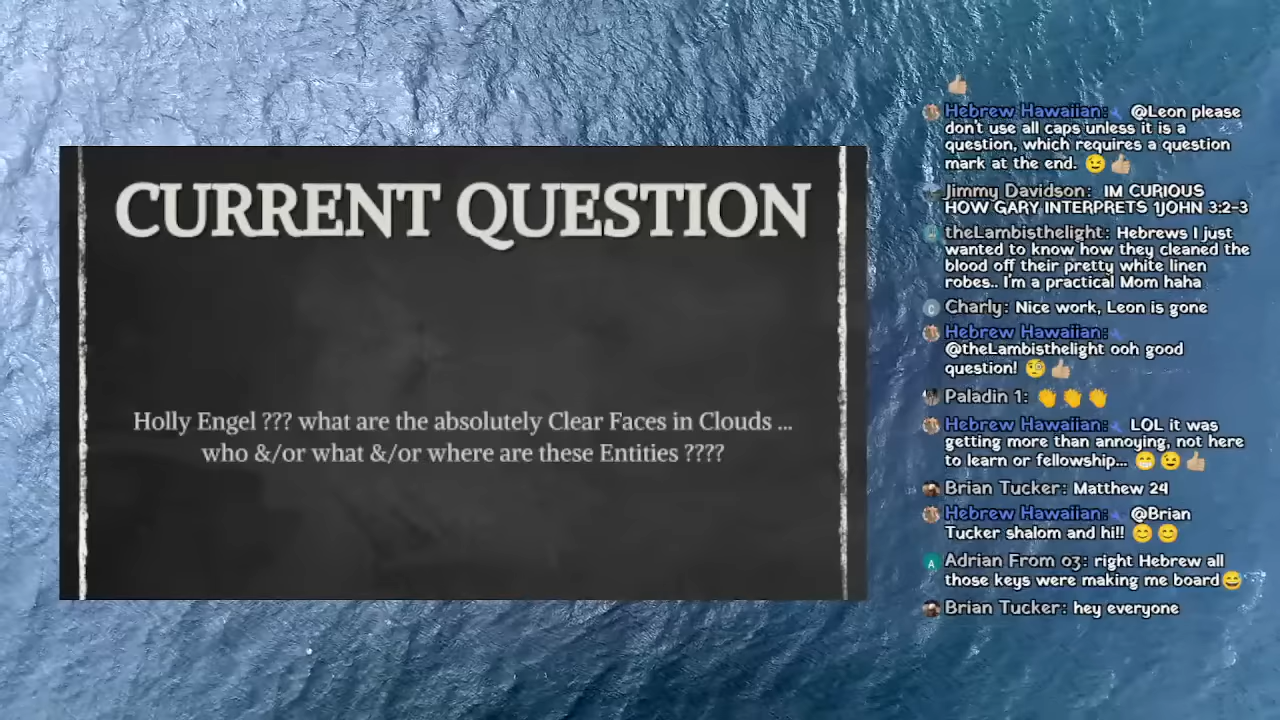 CURRENT QUESTION
Holly Engel ??? what are the absolutely Clear Faces in Clouds ...
who &/or what &/or where are these Entities ????
Hebrew Hawaiian: @Leon please
don't use all caps unless it is a
question, which requires a question
mark at the end. 😉👍🏼
Jimmy Davidson: IM CURIOUS
HOW GARY INTERPRETS 1JOHN 3:2-3
theLambisthelight: Hebrews I just
wanted to know how they cleaned the
blood off their pretty white linen
robes.. I'm a practical Mom haha
C
Charly: Nice work, Leon is gone
Hebrew Hawaiian:
@theLambisthelight ooh good
question! 🧐👍🏼
Paladin 1: 👏👏👏
Hebrew Hawaiian: LOL it was
getting more than annoying, not here
to learn or fellowship... 😁😉👍🏼
Brian Tucker: Matthew 24
Hebrew Hawaiian: @Brian
Tucker shalom and hi!! 😊😊
A
Adrian From 03: right Hebrew all
those keys were making me board😅
Brian Tucker: hey everyone